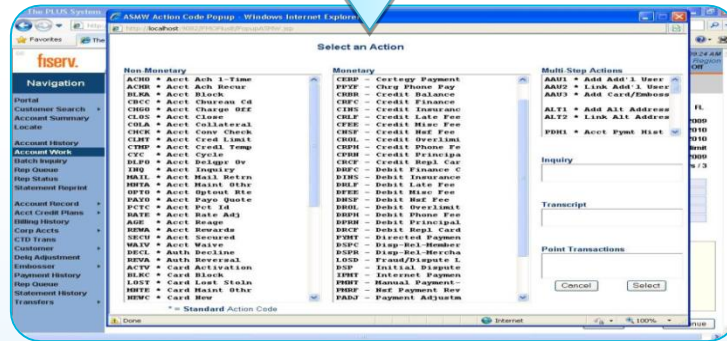 The PLUS System
ASMW Action Code Popup - Windows Internet Explorer
Favorites
fiserv.
Navigation
Portal
Customer Search
Account Summary
Locate
Account History
Account Work
Batch Inquiry
Rep Queue
Rep Status
Statement Reprint
Account Record
Acct Credit Plans
Billing History
Corp Accts
CTD Trans
Customer
Delq Adjustment
Embosser
Payment History
Rep Queue
Statement History
Transfers
Select an Action
Non-Monetary
ACHO * Acct Ach 1-Time
ACHR * Acct Ach Recur
BLKA * Acct Block
CBCC * Acct Cbureau Cd
CHGO * Acct Charge Off
CLOS * Acct Close
COLA * Acct Collateral
CHCK * Acct Conv Check
CLMT * Acct Cred Limit
CTMP * Acct Credl Temp
CYC * Acct Cycle
DLPO * Acct Delqpr Ov
INQ * Acct Inquiry
MAIL * Acct Mail Retrn
MNTA * Acct Maint Othr
OPTO * Acct Optout Rte
PAYO * Acct Payo Quote
PCTC * Acct Pct Id
RATE * Acct Rate Adj
AGE * Acct Reage
REWA * Acct Rewards
SECU * Acct Secured
WAIV * Acct Waive
DECL * Auth Decline
REVA * Auth Reversal
ACTV * Card Activation
BLKC * Card Block
LOST * Card Lost Stoln
MNTE * Card Maint Othr
NEWC * Card New
* = Standard Action Code
Monetary
CERP - Certegy Payment
PPYF - Chrg Phone Pay
CRBR - Credit Balance
CRFC - Credit Finance
CINS - Credit Insuranc
CRLF - Credit Late Fee
CFEE - Credit Misc Fee
CNSF - Credit Nsf Fee
CROL - Credit Overlimi
CRPH - Credit Phone Fe
CPRN - Credit Principa
CRCF - Credit Repl Car
DRFC - Debit Finance C
DINS - Debit Insurance
DRLF - Debit Late Fee
DFEE - Debit Misc Fee
DNSF - Debit Nsf Fee
DROL - Debit Overlimit
DRPH - Debit Phone Fee
DPRN - Debit Principal
DRCF - Debit Repl Card
PYMT - Directed Paymen
DSPC - Disp-Rel-Member
DSPR - Disp-Rel-Mercha
LOSD - Fraud/Dispute L
DSP - Initial Dispute
IPMT - Internet Paymen
MNMT - Manual Payment-
PMRF - Nsf Payment Rev
PADJ - Payment Adjustm
Multi-Step Actions
AAU1 * Add Add'l User
AAU2 * Link Add'l User
AAU3 * Add Card/Emboss
ALT1 * Add Alt Address
ALT2 * Link Alt Addres
PDH1 * Acct Pymt Hist
Inquiry
Transcript
Point Transactions
Cancel
Select
Done
Internet
100%